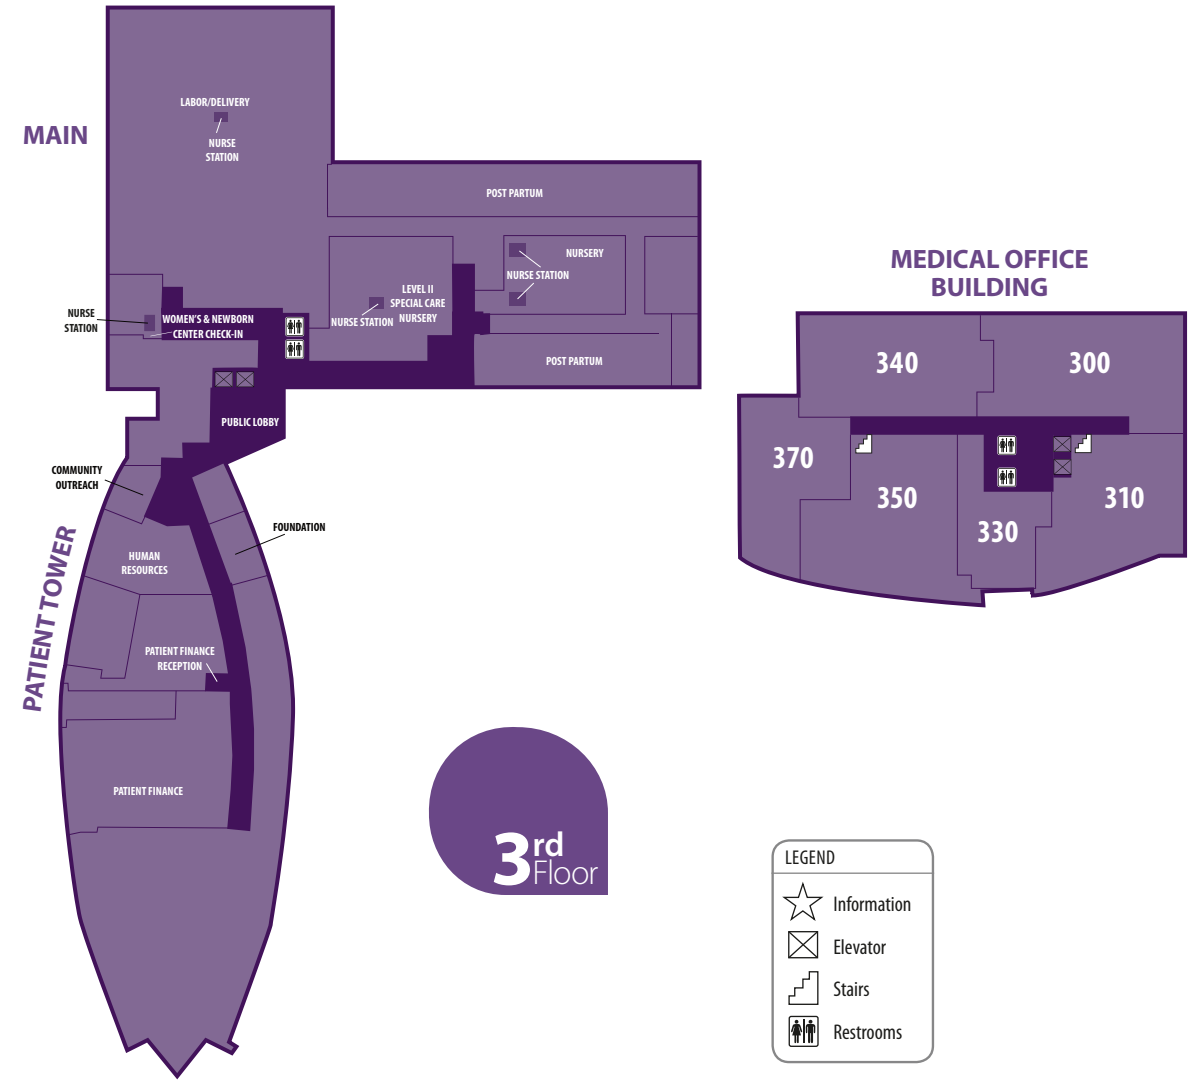 MAIN
LABOR/DELIVERY
NURSE
STATION
POST PARTUM
NURSERY
NURSE STATION
LEVEL II
SPECIAL CARE
NURSERY
NURSE STATION
NURSE
STATION
WOMEN'S & NEWBORN
CENTER CHECK-IN
POST PARTUM
PUBLIC LOBBY
COMMUNITY
OUTREACH
FOUNDATION
HUMAN
RESOURCES
PATIENT TOWER
PATIENT FINANCE
RECEPTION
PATIENT FINANCE
MEDICAL OFFICE
BUILDING
340
300
370
350
330
310
3rd
Floor
LEGEND
Information
Elevator
Stairs
Restrooms